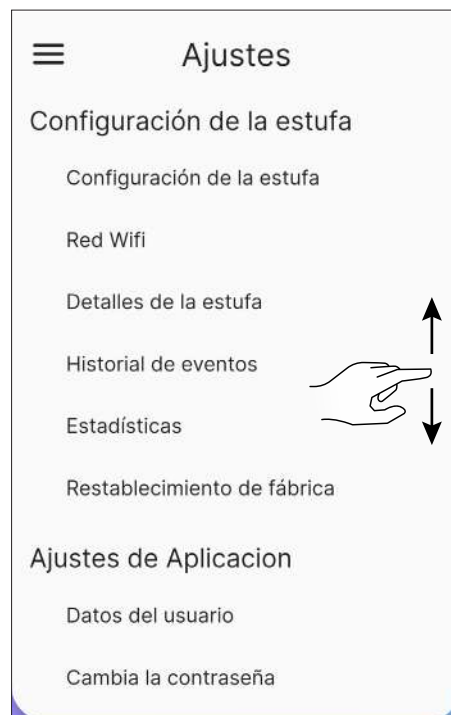 Ajustes
Configuración de la estufa
Configuración de la estufa
Red Wifi
Detalles de la estufa
Historial de eventos
Estadísticas
Restablecimiento de fábrica
Ajustes de Aplicacion
Datos del usuario
Cambia la contraseña